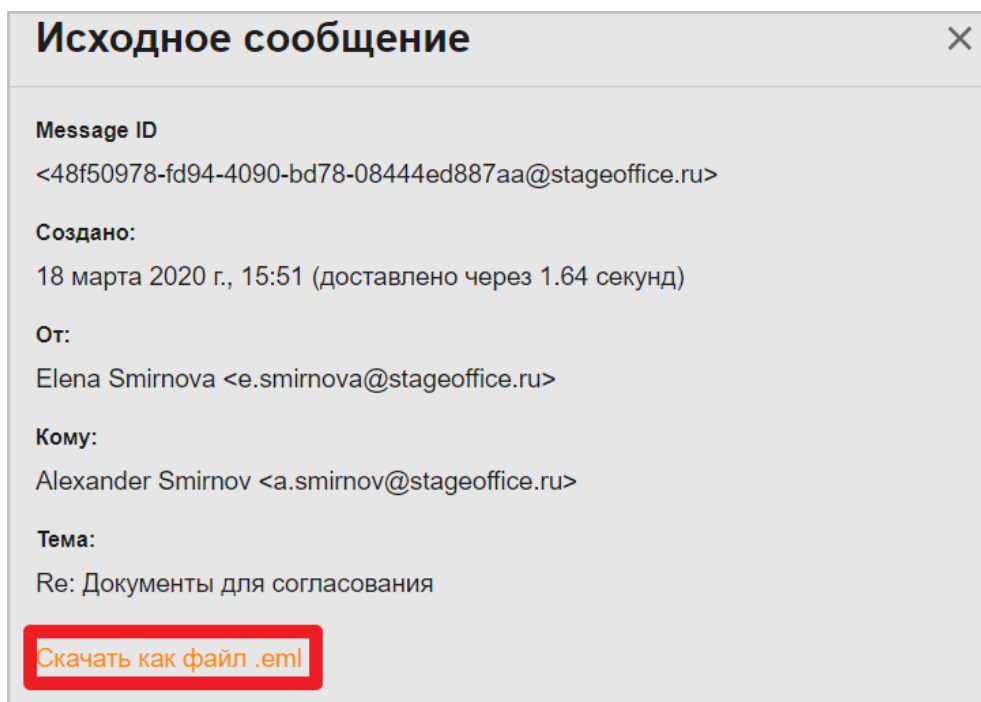 Исходное сообщение
Message ID
<48f50978-fd94-4090-bd78-08444ed887aa@stageoffice.ru>
Создано:
18 марта 2020 г., 15:51 (доставлено через 1.64 секунд)
От:
Elena Smirnova <e.smirnova@stageoffice.ru>
Кому:
Alexander Smirnov <a.smirnov@stageoffice.ru>
Тема:
Re: Документы для согласования
Скачать как файл .eml